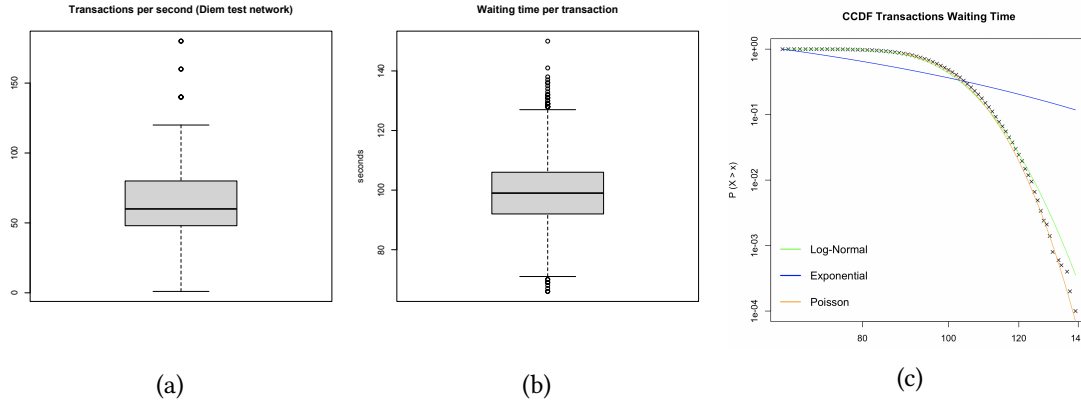 Transactions per second (Diem test network)
150
100
50
0
(a)
Waiting time per transaction
seconds
140
120
100
80
(b)
CCDF Transactions Waiting Time
P (X > x)
1e+00
1e-01
1e-02
1e-03
1e-04
Log-Normal
Exponential
Poisson
80
100
120
14
(c)